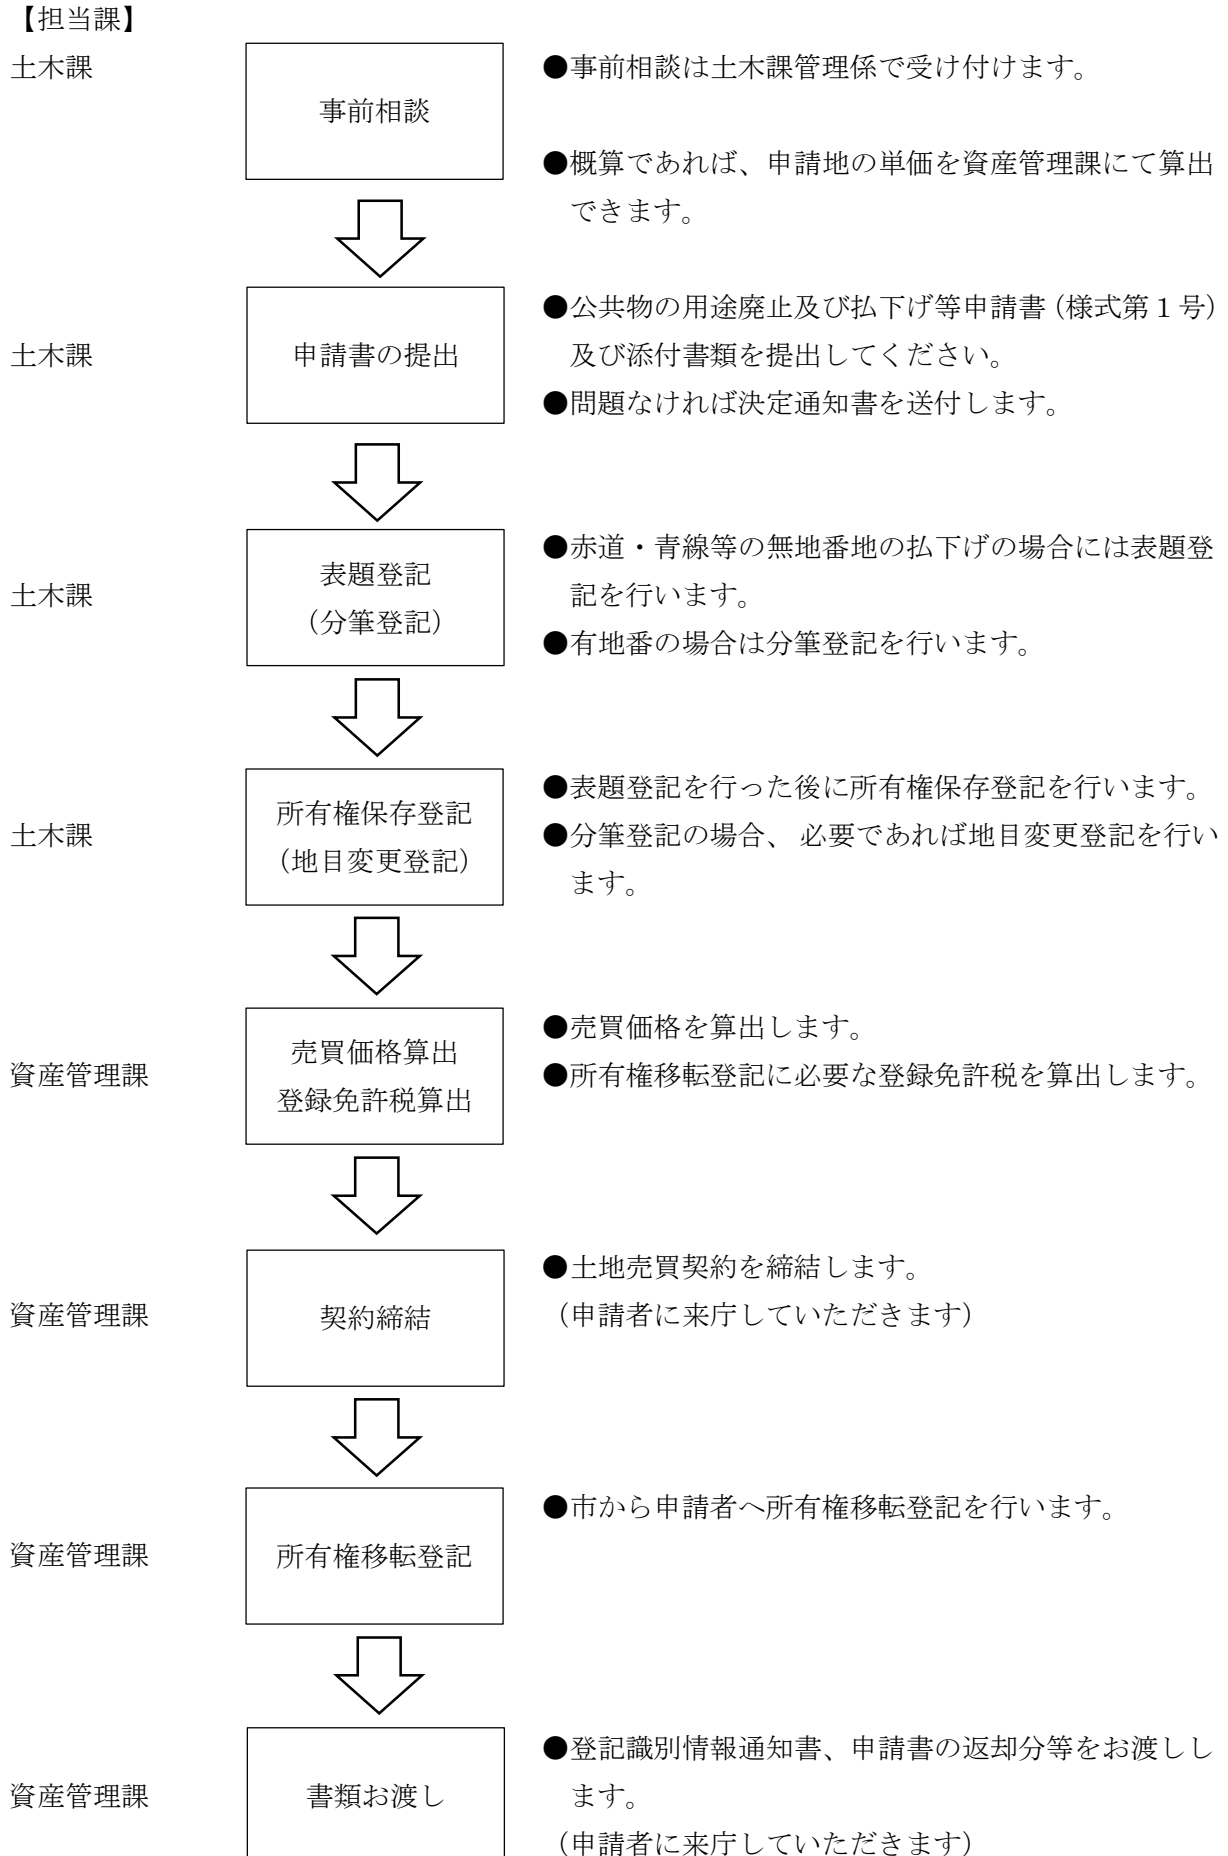 【担当課】
土木課
事前相談
●事前相談は土木課管理係で受け付けます。
●概算であれば、申請地の単価を資産管理課にて算出
できます。
土木課
申請書の提出
●公共物の用途廃止及び払下げ等申請書（様式第１号）
及び添付書類を提出してください。
●問題なければ決定通知書を送付します。
土木課
表題登記
（分筆登記）
●赤道・青線等の無地番地の払下げの場合には表題登
記を行います。
●有地番の場合は分筆登記を行います。
土木課
所有権保存登記
（地目変更登記）
●表題登記を行った後に所有権保存登記を行います。
●分筆登記の場合、必要であれば地目変更登記を行い
ます。
資産管理課
売買価格算出
登録免許税算出
●売買価格を算出します。
●所有権移転登記に必要な登録免許税を算出します。
資産管理課
契約締結
●土地売買契約を締結します。
（申請者に来庁していただきます）
資産管理課
所有権移転登記
●市から申請者へ所有権移転登記を行います。
資産管理課
書類お渡し
●登記識別情報通知書、申請書の返却分等をお渡しし
ます。
（申請者に来庁していただきます）